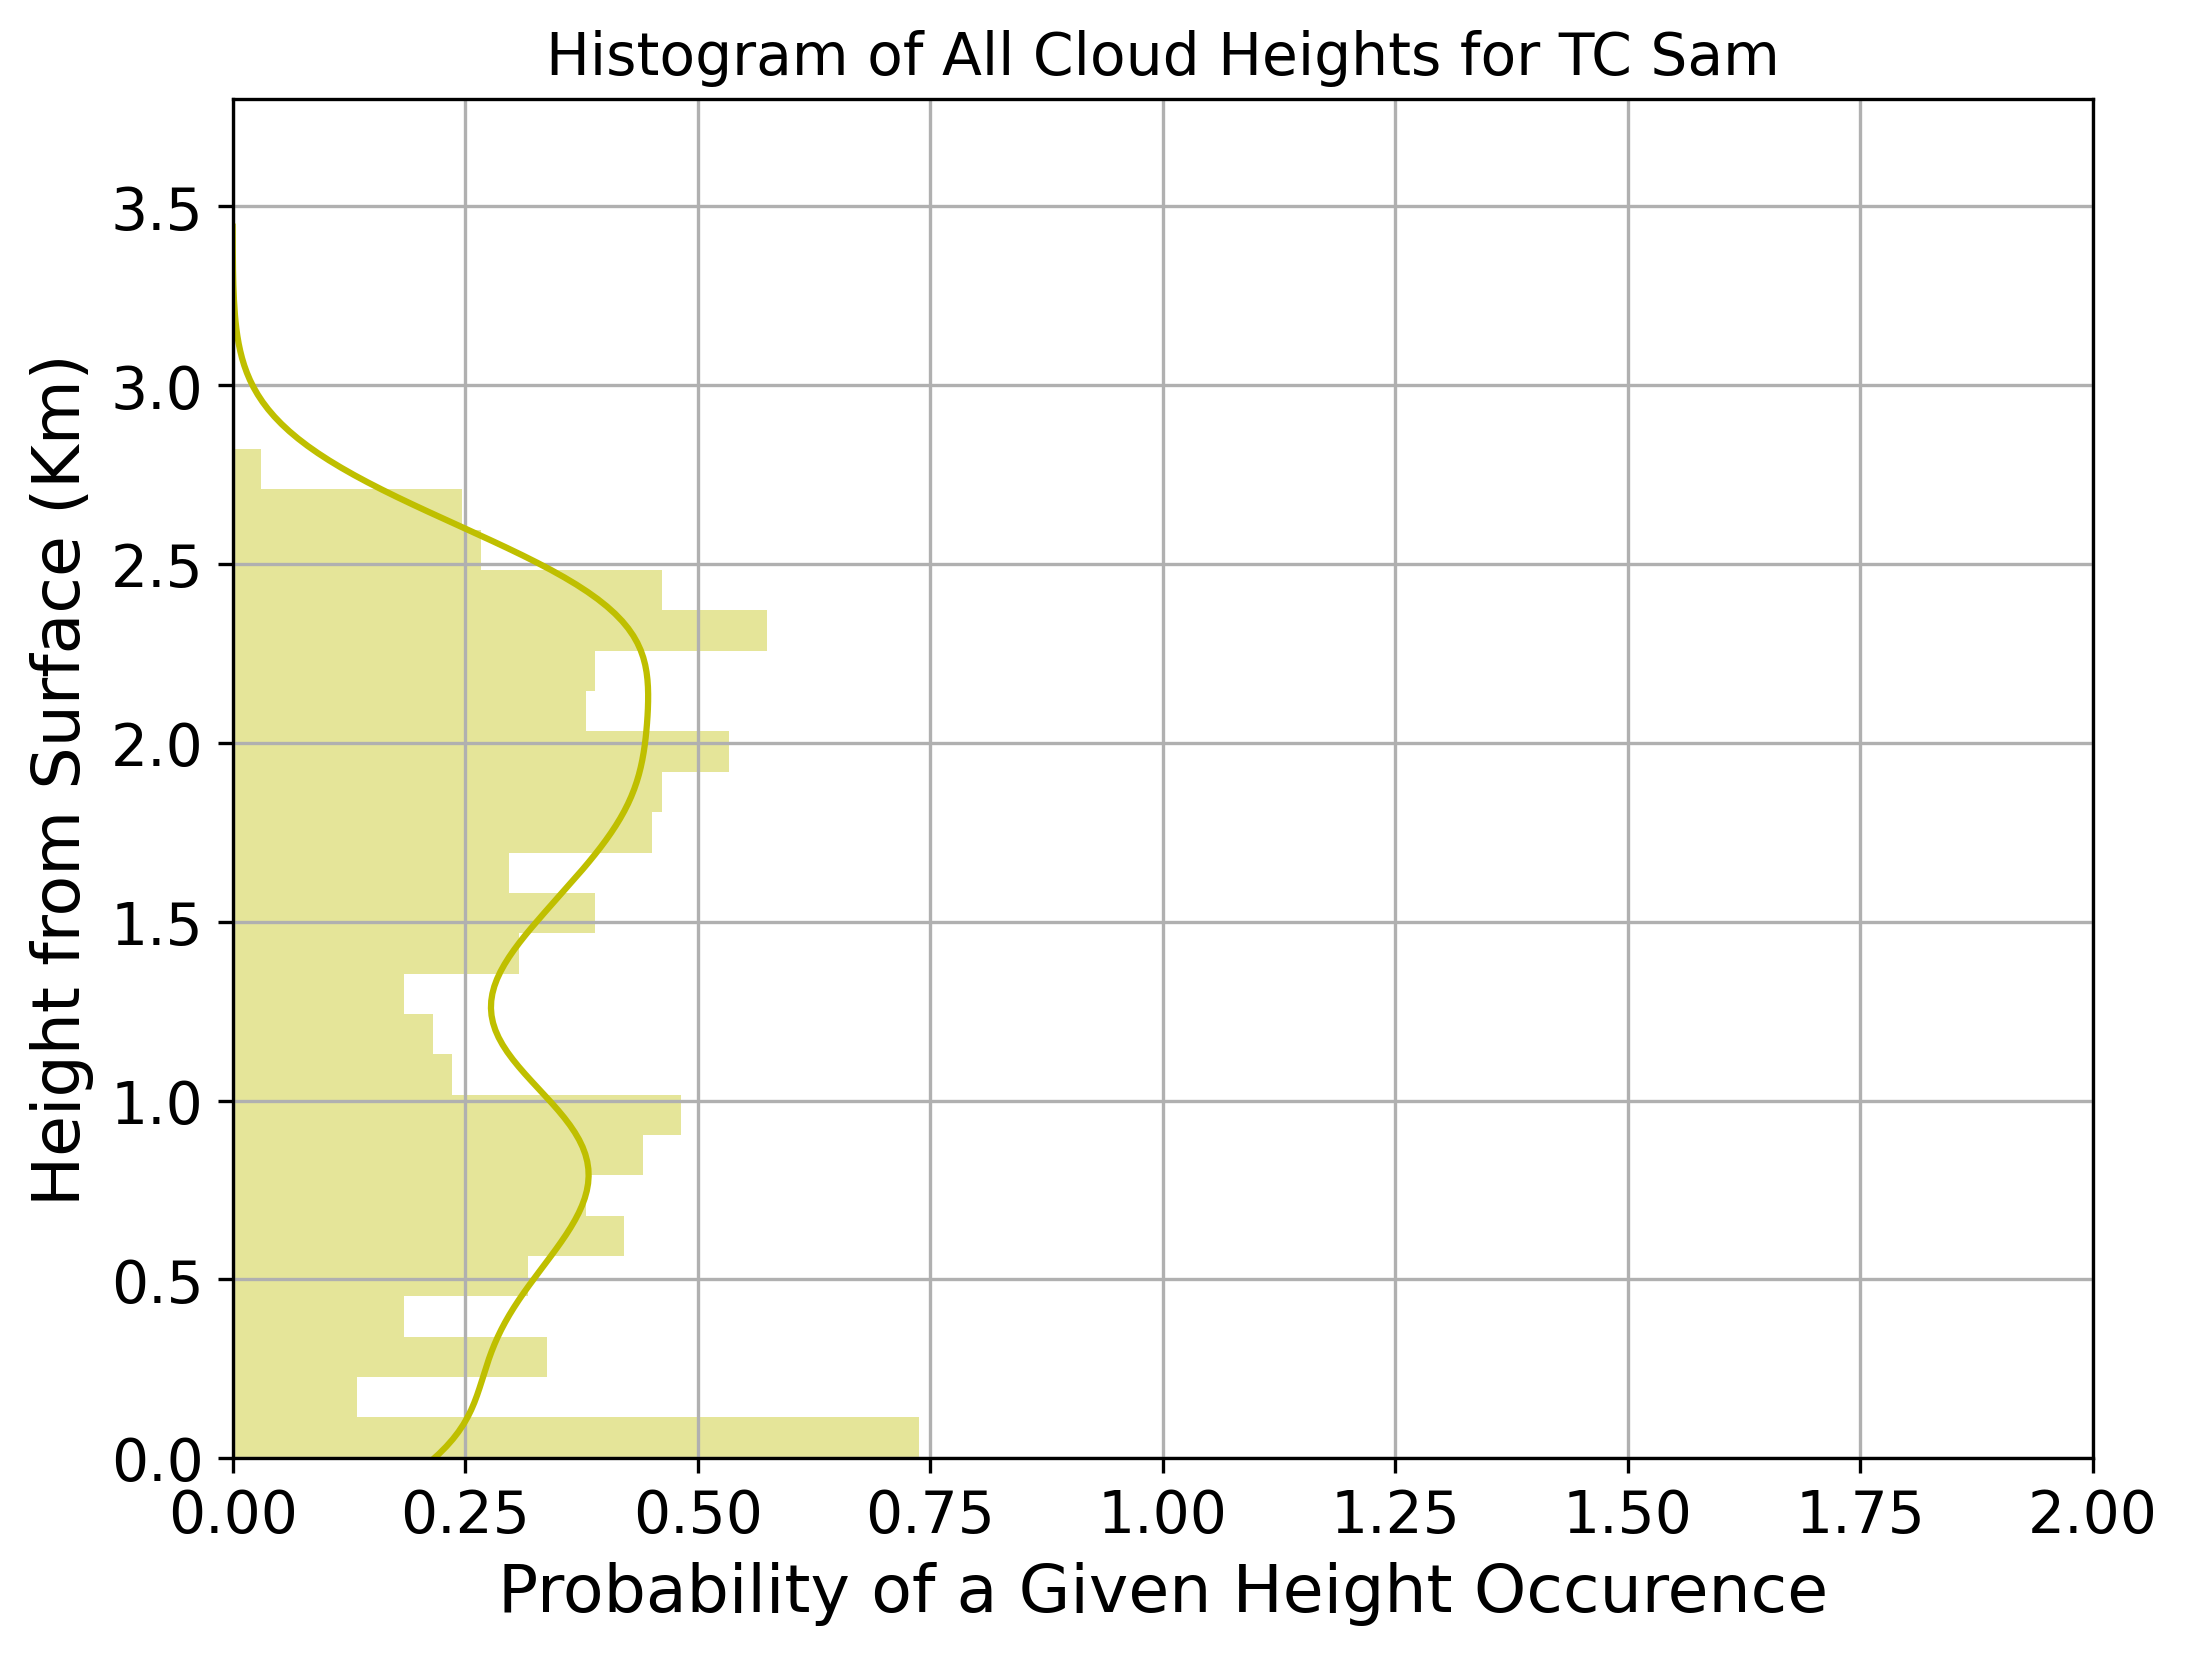 Histogram of All Cloud Heights for TC Sam
Height from Surface (Km)
3.5
3.0
2.5
2.0
1.5
1.0
0.5
0.0
0.00 0.25 0.50 0.75 1.00 1.25 1.50 1.75 2.00
Probability of a Given Height Occurence